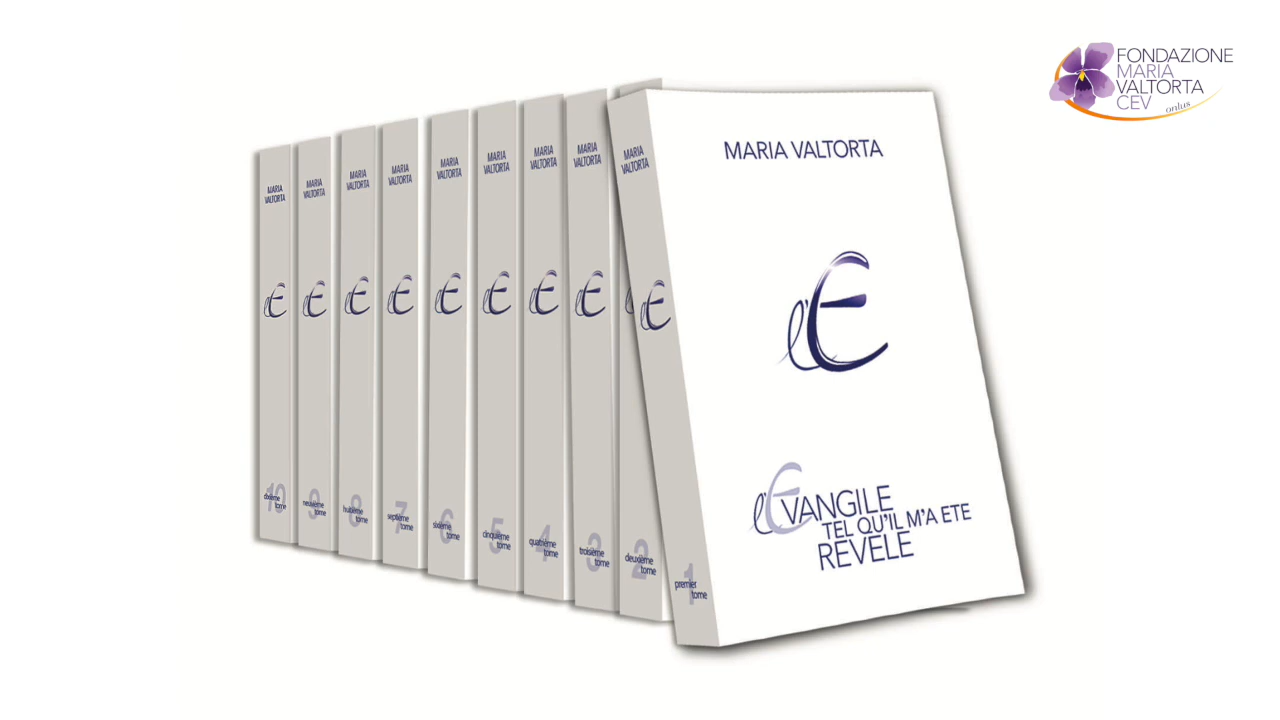 FONDAZIONE
MARIA
VALTORTA
CEV onlus
MARIA VALTORTA
l'É
l'ÉVANGILE
TEL QU'IL M'A ETE
REVELE
MARIA
VALTORTA
l'É
dixième
tome
10
MARIA
VALTORTA
l'É
neuvième
tome
9
MARIA
VALTORTA
l'É
huitième
tome
8
MARIA
VALTORTA
l'É
septième
tome
7
MARIA
VALTORTA
l'É
sixième
tome
6
MARIA
VALTORTA
l'É
cinquième
tome
5
MARIA
VALTORTA
l'É
quatrième
tome
4
MARIA
VALTORTA
l'É
troisième
tome
3
MARIA
VALTORTA
deuxième
tome
2
l'É
premier
tome
1